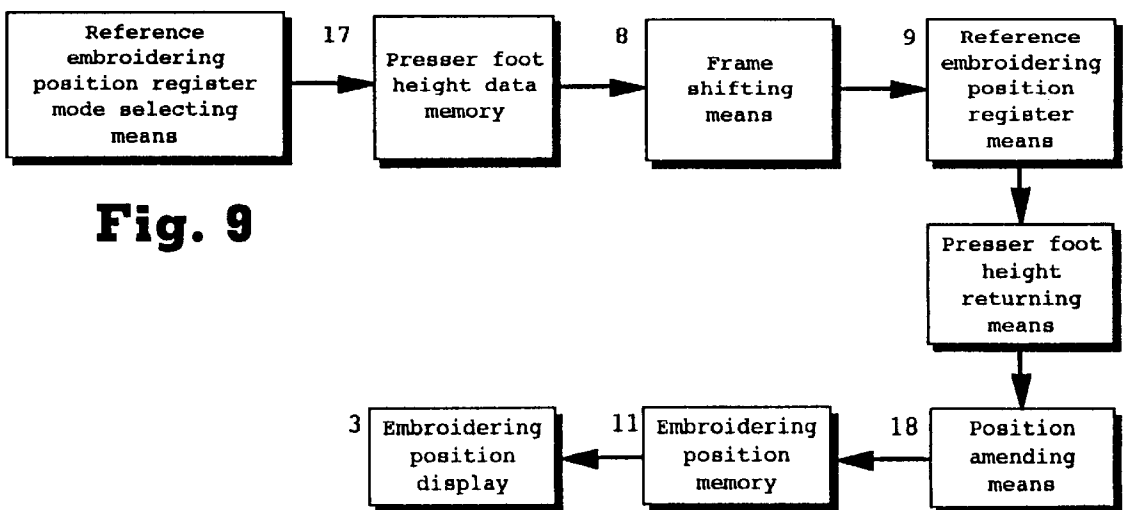 Reference
embroidering
position register
mode selecting
means
17
Presser foot
height data
memory
8
Frame
shifting
means
9
Reference
embroidering
position
register
means
Fig. 9
Presser foot
height
returning
means
3
Embroidering
position
display
11
Embroidering
position
memory
18
Position
amending
means